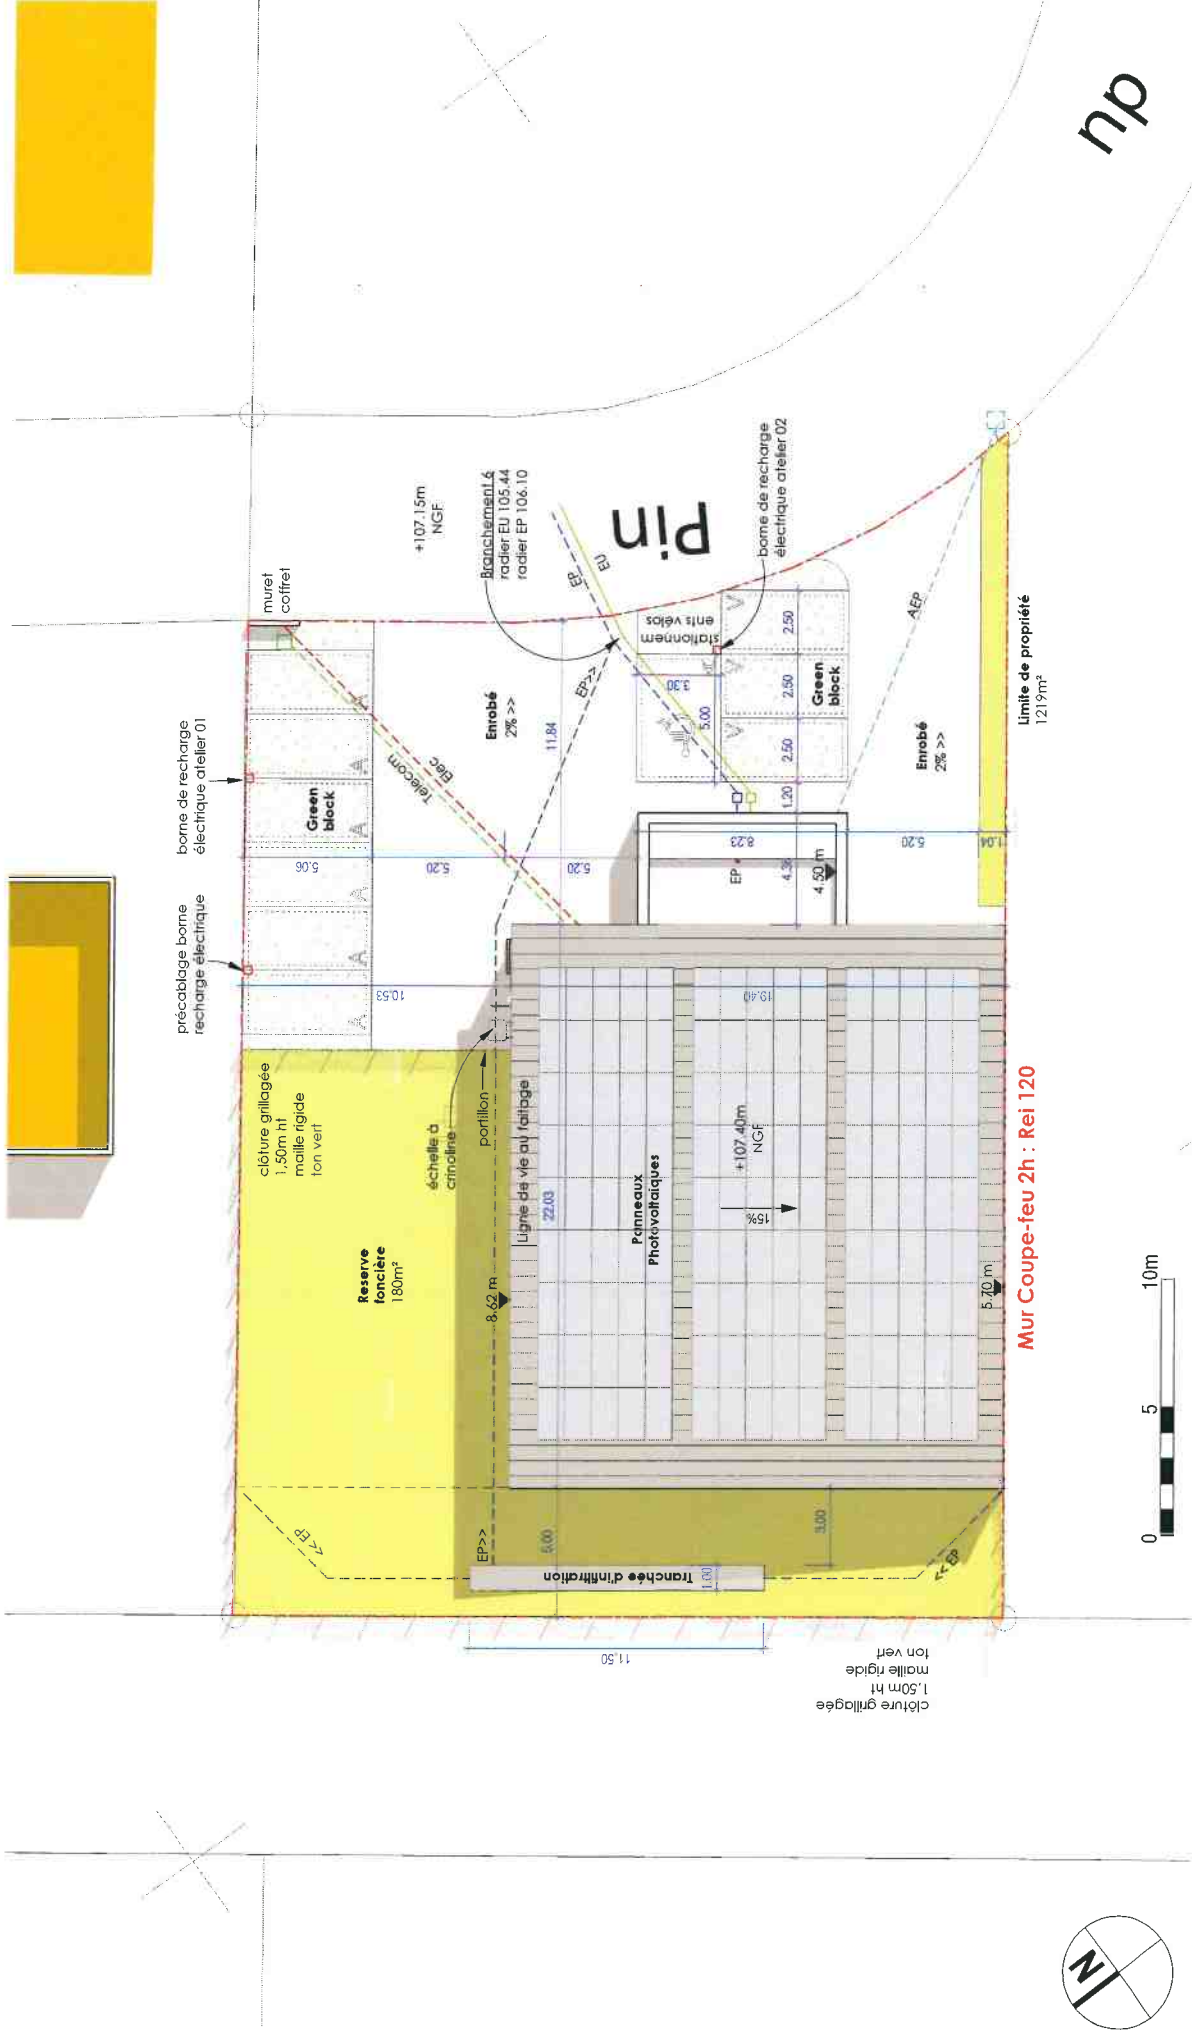 du
Pin
muret
coffret
+107.15m
NGF
Branchement 6
radier EU 105.44
radier EP 106.10
borne de recharge
électrique atelier 02
borne de recharge
électrique atelier 01
précablage borne
recharge électrique
Green
block
Telecom
Elec
Enrobé
2% >>
EP>>
EP
EU
11.84
stationnem
ents vélos
3.30
5.00
2.50
2.50
2.50
1.20
Green
block
AEP
Enrobé
2% >>
Limite de propriété
1219m²
5.06
5.20
5.20
8.23
5.20
1.04
EP
4.50 m
10.53
19.40
clôture grillagée
1,50m ht
maille rigide
ton vert
échelle à
crinoline
portillon
Ligne de vie au faîtage
22.03
Reserve
foncière
180m²
8.62 m
Panneaux
Photovoltaïques
+107.40m
NGF
15%
5.70 m
Mur Coupe-feu 2h : Rei 120
<<EP
EP>>
5.00
3.00
Tranchée d'infiltration
1.00
<< EP
11.50
clôture grillagée
1,50m ht
maille rigide
ton vert
0
5
10m
N